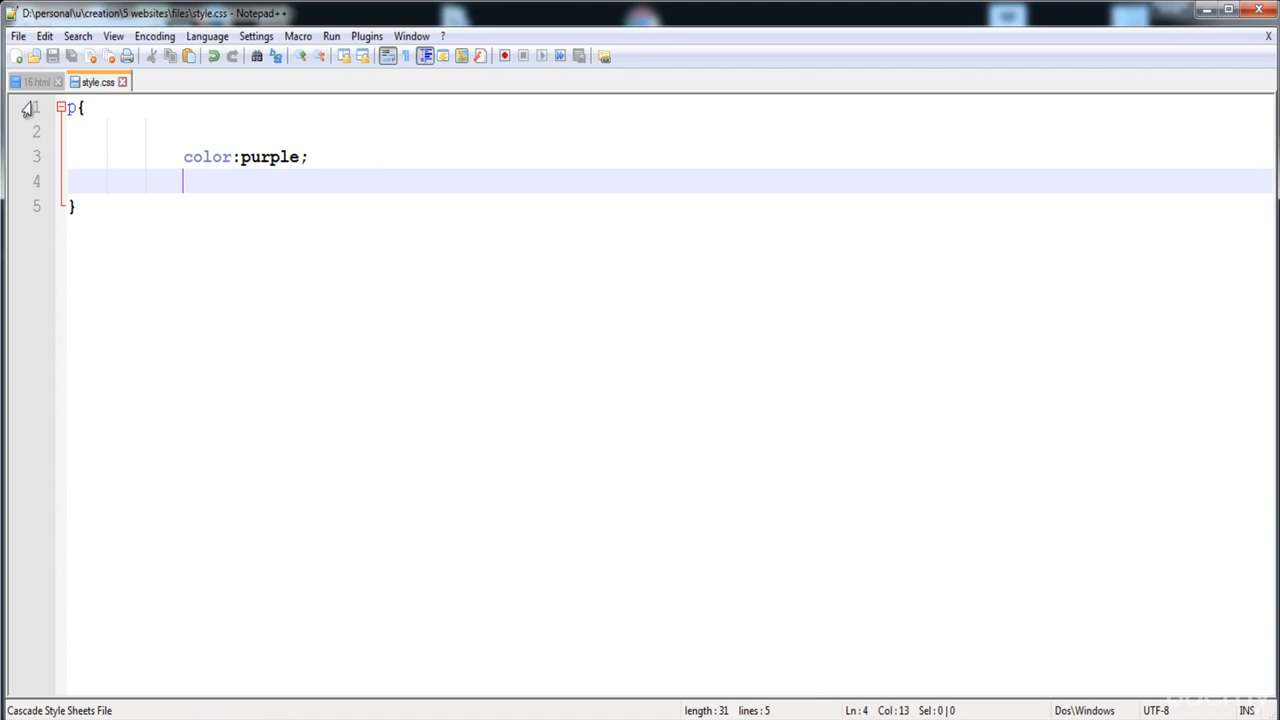 D:\personal\u\creation\5 websites\files\style.css - Notepad++
File Edit Search View Encoding Language Settings Macro Run Plugins Window ? X
16.html style.css
1 p{
2
3 color:purple;
4
5 }
Cascade Style Sheets File length : 31 lines : 5 Ln : 4 Col : 13 Sel : 0 | 0 Dos\Windows UTF-8 INS